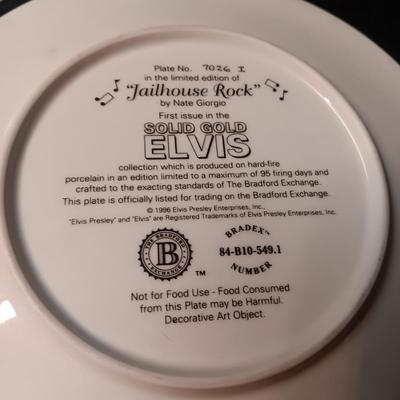 Plate No. 7026 I
in the limited edition of
"Jailhouse Rock"
by Nate Giorgio
First issue in the
SOLID GOLD
ELVIS
collection which is produced on hard-fire
porcelain in an edition limited to a maximum of 95 firing days and
crafted to the exacting standards of The Bradford Exchange.
This plate is officially listed for trading on the Bradford Exchange.
© 1996 Elvis Presley Enterprises, Inc.,
"Elvis Presley" and "Elvis" are Registered Trademarks of Elvis Presley Enterprises, Inc.
THE BRADFORD
B
EXCHANGE
TM
BRADEX™
84-B10-549.1
NUMBER
Not for Food Use - Food Consumed
from this Plate may be Harmful.
Decorative Art Object.